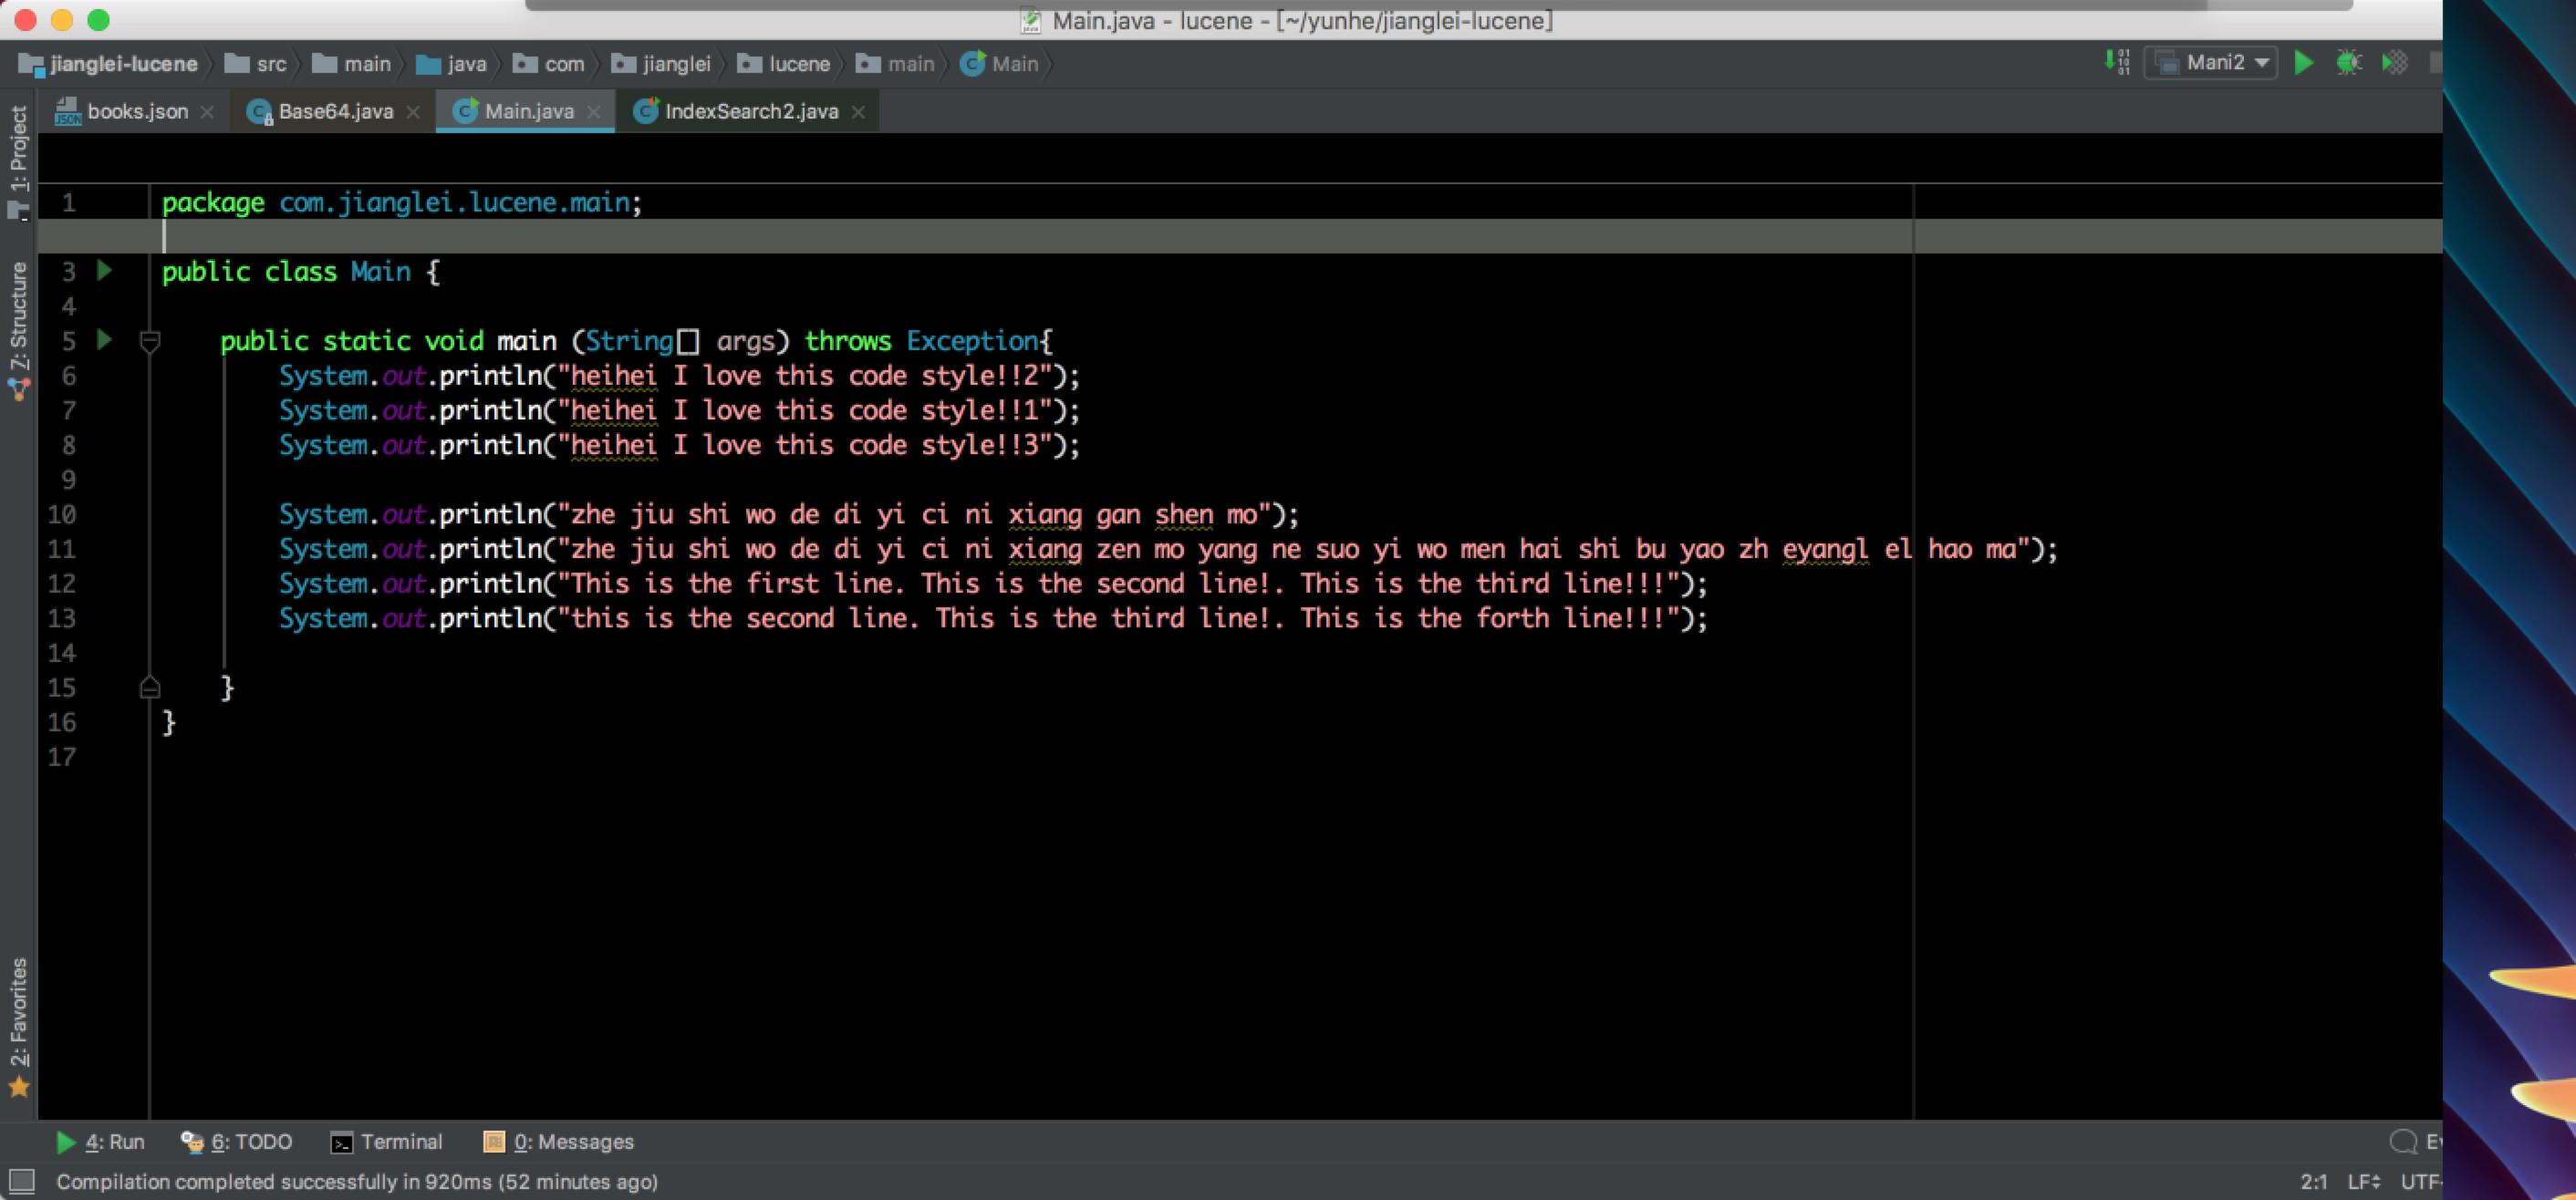 Main.java - lucene - [~/yunhe/jianglei-lucene]
jianglei-lucene src main java com jianglei lucene main Main Mani2
books.json Base64.java Main.java IndexSearch2.java
1: Project
7: Structure
2: Favorites
1 package com.jianglei.lucene.main;
3 public class Main {
4
5 public static void main (String[] args) throws Exception{
6 System.out.println("heihei I love this code style!!2");
7 System.out.println("heihei I love this code style!!1");
8 System.out.println("heihei I love this code style!!3");
9
10 System.out.println("zhe jiu shi wo de di yi ci ni xiang gan shen mo");
11 System.out.println("zhe jiu shi wo de di yi ci ni xiang zen mo yang ne suo yi wo men hai shi bu yao zh eyangl el hao ma");
12 System.out.println("This is the first line. This is the second line!. This is the third line!!!");
13 System.out.println("this is the second line. This is the third line!. This is the forth line!!!");
14
15 }
16 }
17
4: Run 6: TODO Terminal 0: Messages
Compilation completed successfully in 920ms (52 minutes ago) 2:1 LF UTF-